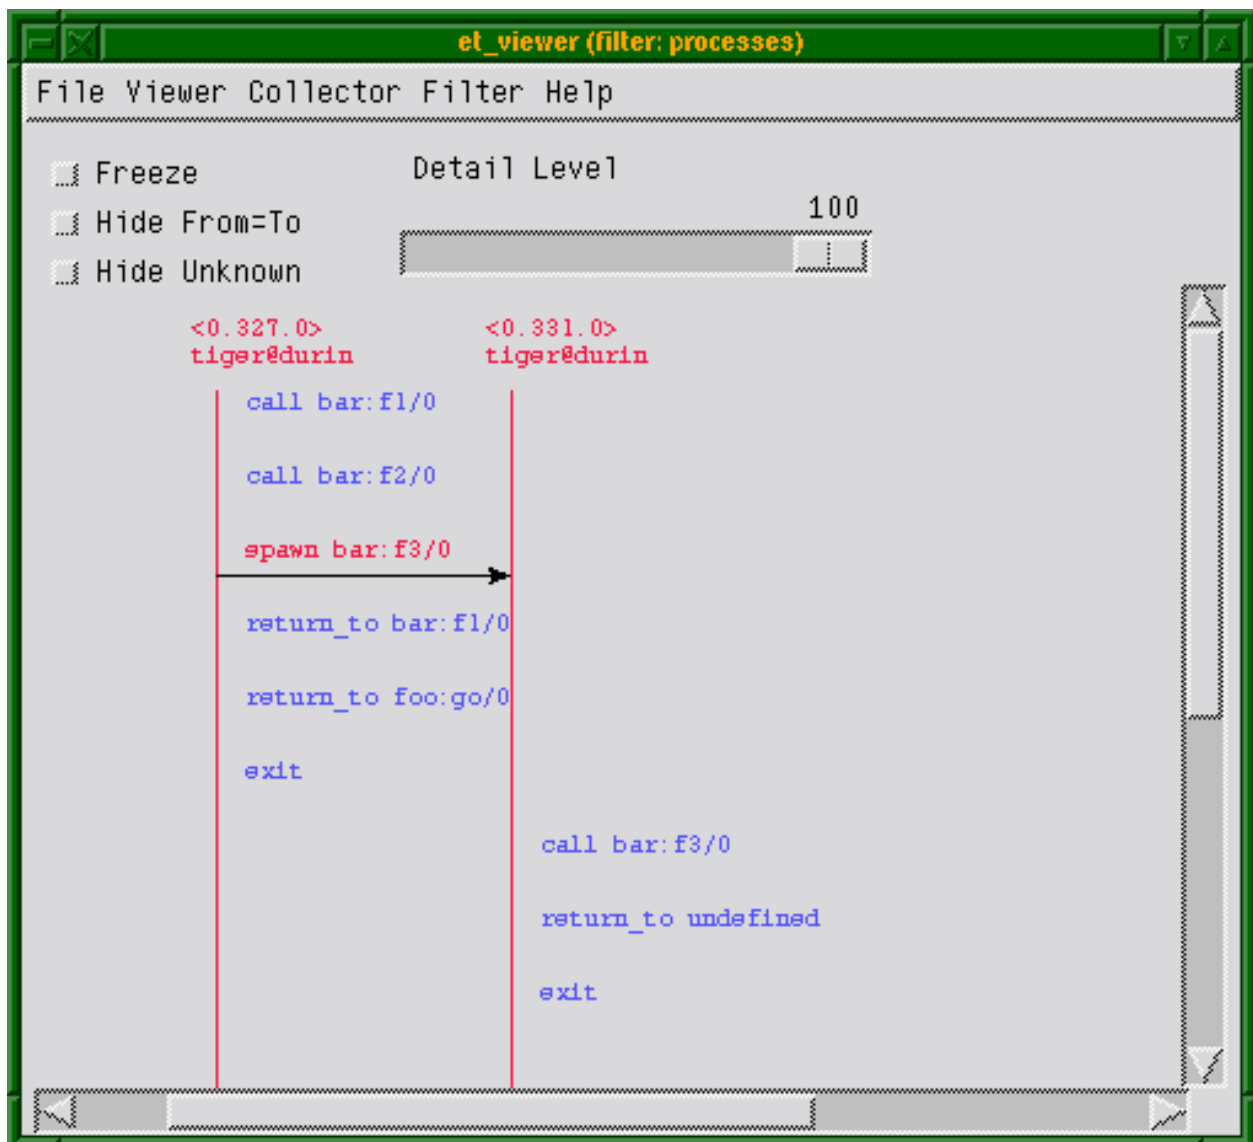 et_viewer (filter: processes)
File Viewer Collector Filter Help
Freeze
Detail Level
Hide From=To
100
Hide Unknown
<0.327.0> <0.331.0>
tiger@durin tiger@durin
call bar:f1/0
call bar:f2/0
spawn bar:f3/0
return_to bar:f1/0
return_to foo:go/0
exit
call bar:f3/0
return_to undefined
exit